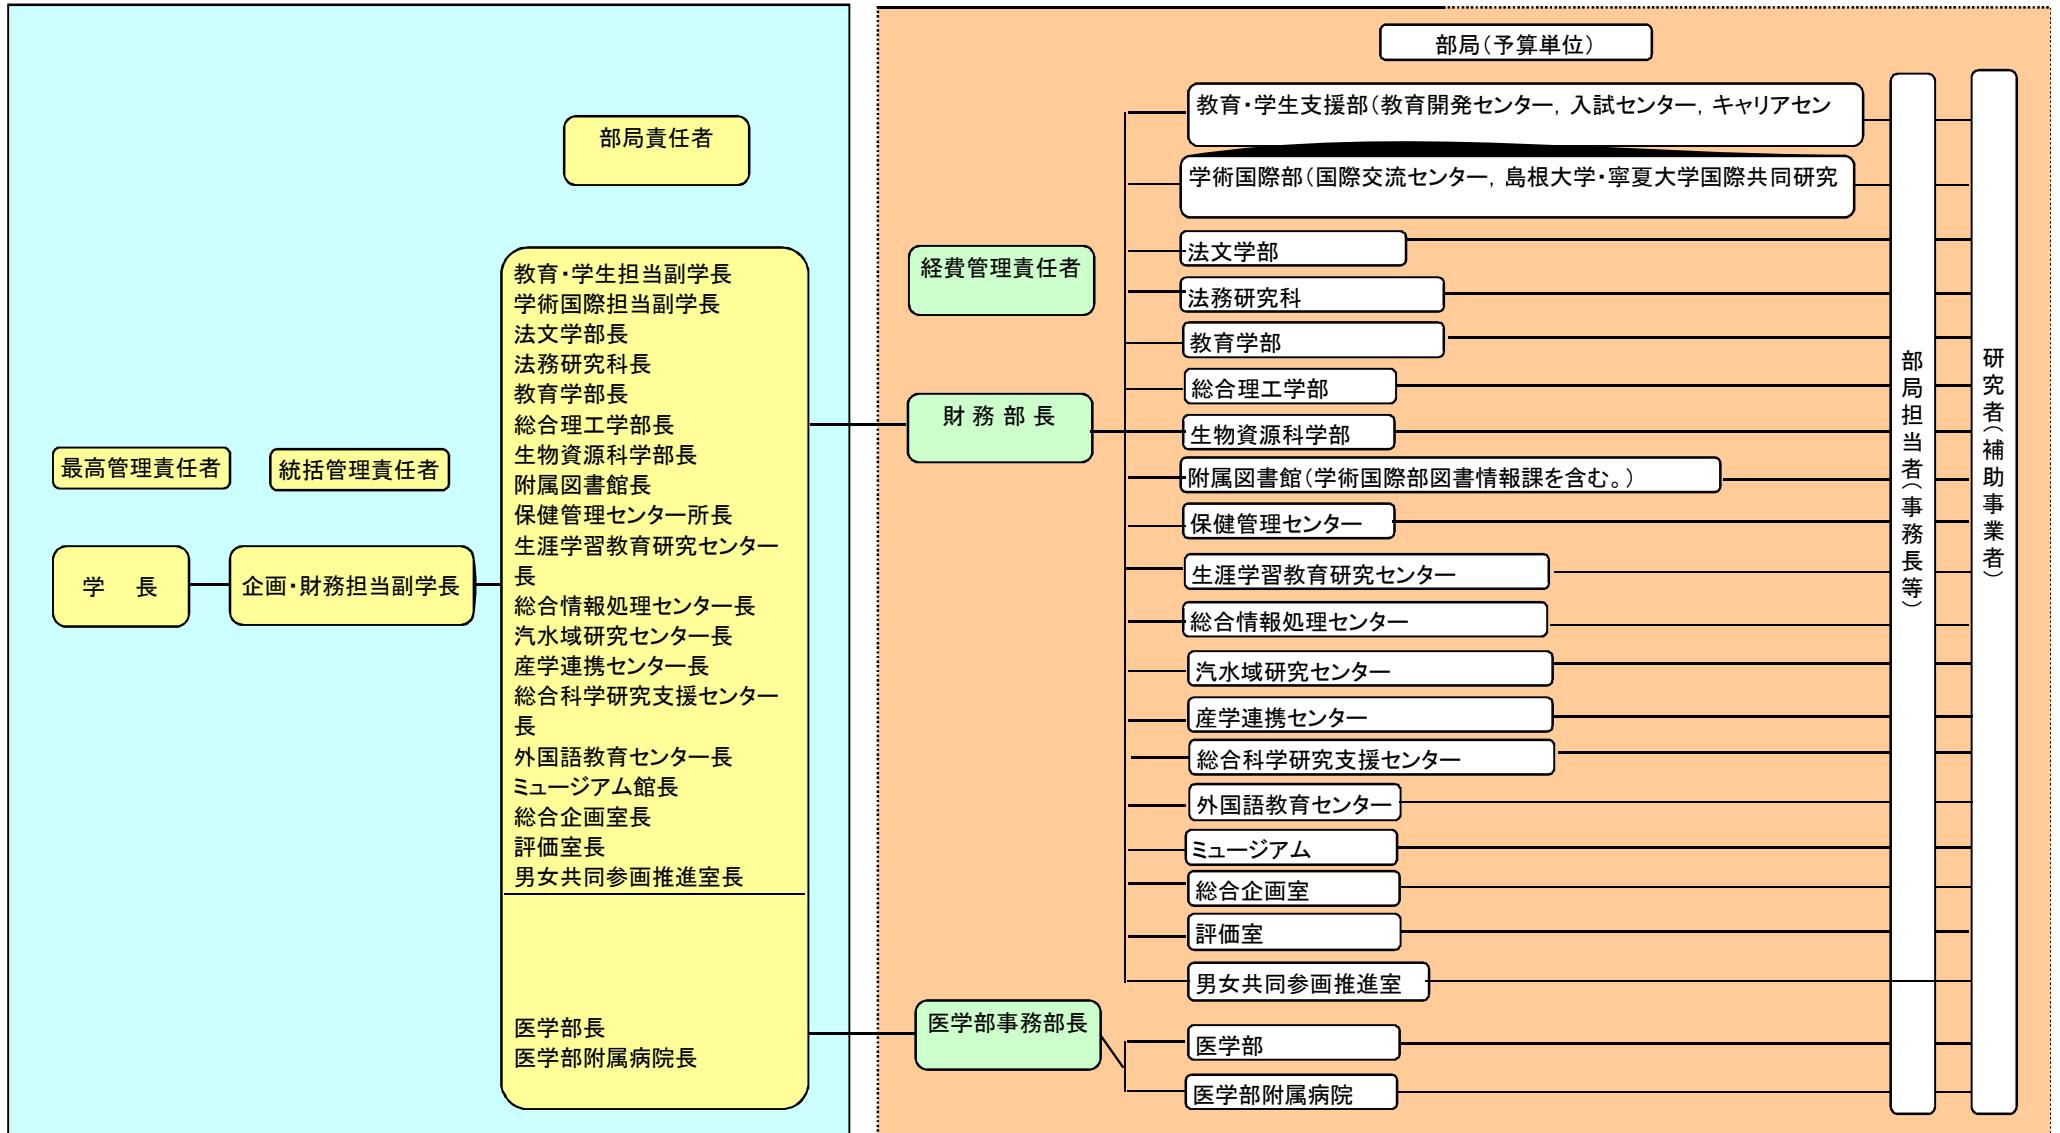 部局責任者
最高管理責任者
統括管理責任者
学 長
企画・財務担当副学長
教育・学生担当副学長
学術国際担当副学長
法文学部長
法務研究科長
教育学部長
総合理工学部長
生物資源科学部長
附属図書館長
保健管理センター所長
生涯学習教育研究センター
長
総合情報処理センター長
汽水域研究センター長
産学連携センター長
総合科学研究支援センター
長
外国語教育センター長
ミュージアム館長
総合企画室長
評価室長
男女共同参画推進室長
医学部長
医学部附属病院長
経費管理責任者
財 務 部 長
医学部事務部長
部局(予算単位)
教育・学生支援部(教育開発センター, 入試センター, キャリアセン
学術国際部(国際交流センター, 島根大学・寧夏大学国際共同研究
法文学部
法務研究科
教育学部
総合理工学部
生物資源科学部
附属図書館(学術国際部図書情報課を含む。)
保健管理センター
生涯学習教育研究センター
総合情報処理センター
汽水域研究センター
産学連携センター
総合科学研究支援センター
外国語教育センター
ミュージアム
総合企画室
評価室
男女共同参画推進室
医学部
医学部附属病院
部局担当者(事務長等)
研究者(補助事業者)